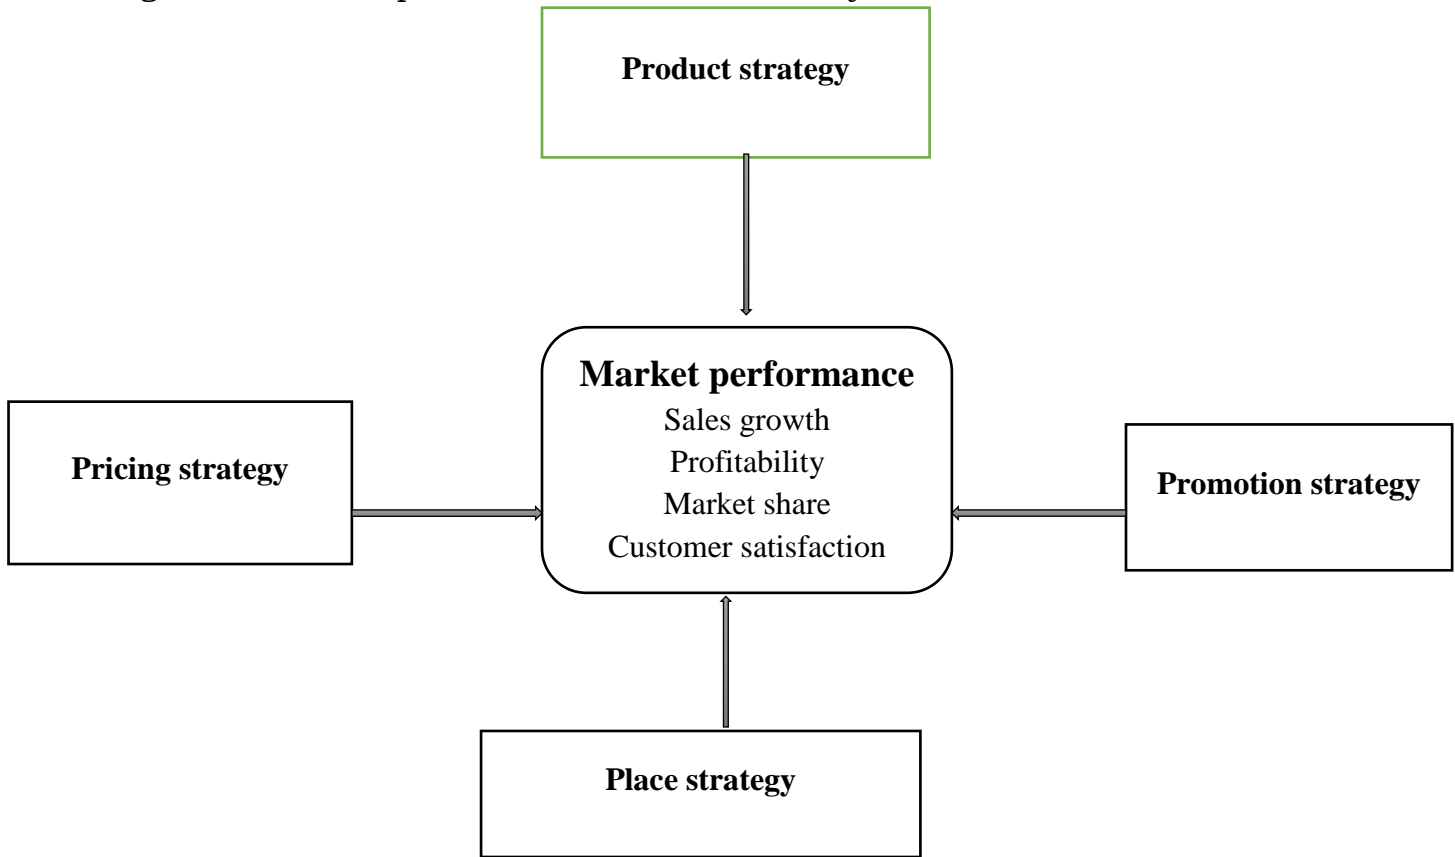 Product strategy
Market performance
Sales growth
Profitability
Market share
Customer satisfaction
Pricing strategy
Promotion strategy
Place strategy